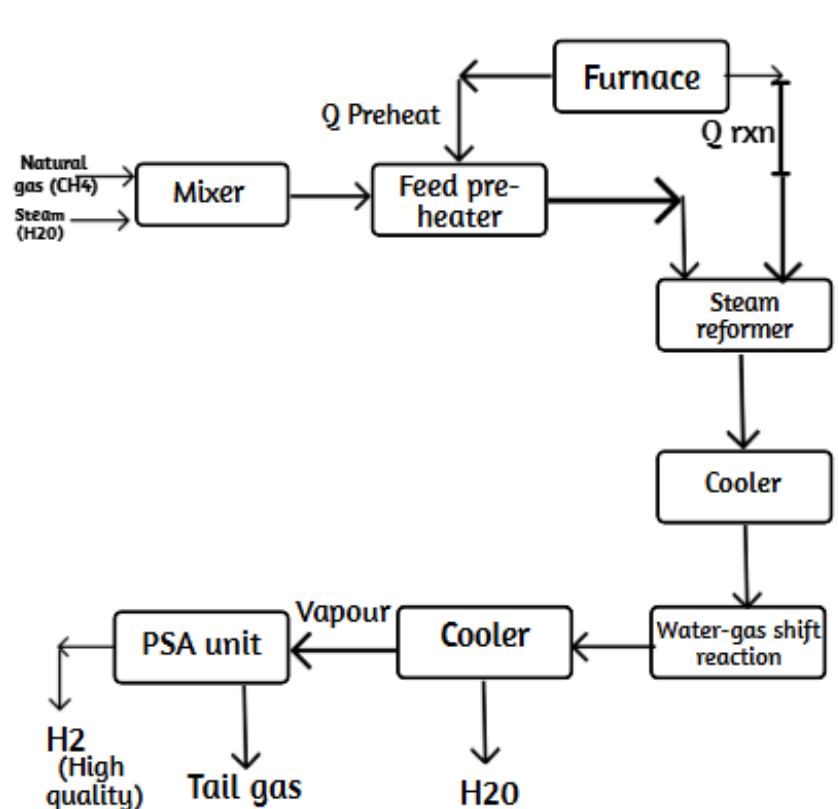 Furnace
Q Preheat
Q rxn
Natural
gas (CH4)
Steam
(H20)
Mixer
Feed pre-
heater
Steam
reformer
Cooler
Water-gas shift
reaction
Cooler
Vapour
PSA unit
H2
(High
quality)
Tail gas
H20